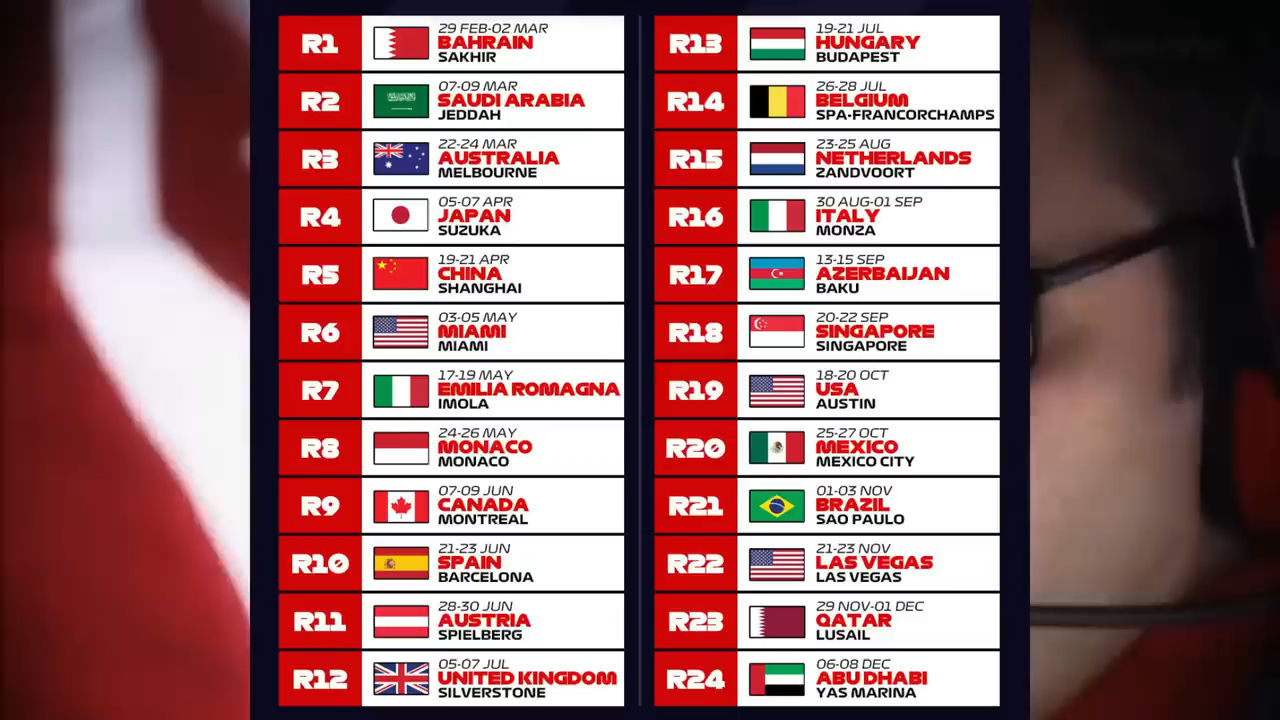 R1
29 FEB-02 MAR
BAHRAIN
SAKHIR
R2
07-09 MAR
SAUDI ARABIA
JEDDAH
R3
22-24 MAR
AUSTRALIA
MELBOURNE
R4
05-07 APR
JAPAN
SUZUKA
R5
19-21 APR
CHINA
SHANGHAI
R6
03-05 MAY
MIAMI
MIAMI
R7
17-19 MAY
EMILIA ROMAGNA
IMOLA
R8
24-26 MAY
MONACO
MONACO
R9
07-09 JUN
CANADA
MONTREAL
R10
21-23 JUN
SPAIN
BARCELONA
R11
28-30 JUN
AUSTRIA
SPIELBERG
R12
05-07 JUL
UNITED KINGDOM
SILVERSTONE
R13
19-21 JUL
HUNGARY
BUDAPEST
R14
26-28 JUL
BELGIUM
SPA-FRANCORCHAMPS
R15
23-25 AUG
NETHERLANDS
ZANDVOORT
R16
30 AUG-01 SEP
ITALY
MONZA
R17
13-15 SEP
AZERBAIJAN
BAKU
R18
20-22 SEP
SINGAPORE
SINGAPORE
R19
18-20 OCT
USA
AUSTIN
R20
25-27 OCT
MEXICO
MEXICO CITY
R21
01-03 NOV
BRAZIL
SAO PAULO
R22
21-23 NOV
LAS VEGAS
LAS VEGAS
R23
29 NOV-01 DEC
QATAR
LUSAIL
R24
06-08 DEC
ABU DHABI
YAS MARINA